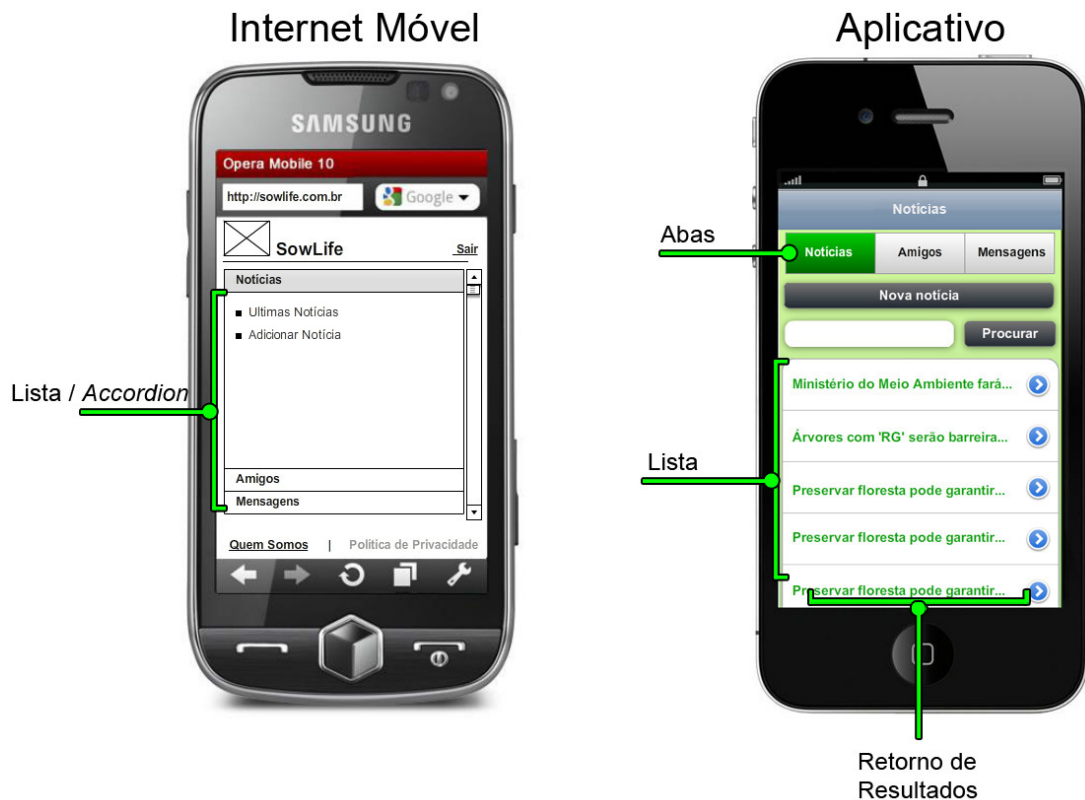 Internet Móvel
SAMSUNG
Opera Mobile 10
http://sowlife.com.br
Google
SowLife
Sair
Notícias
Ultimas Notícias
Adicionar Notícia
Lista / Accordion
Amigos
Mensagens
Quem Somos | Politica de Privacidade
Aplicativo
Notícias
Abas
Notícias Amigos Mensagens
Nova notícia
Procurar
Ministério do Meio Ambiente fará...
Árvores com 'RG' serão barreira...
Lista
Preservar floresta pode garantir...
Preservar floresta pode garantir...
Preservar floresta pode garantir...
Retorno de
Resultados